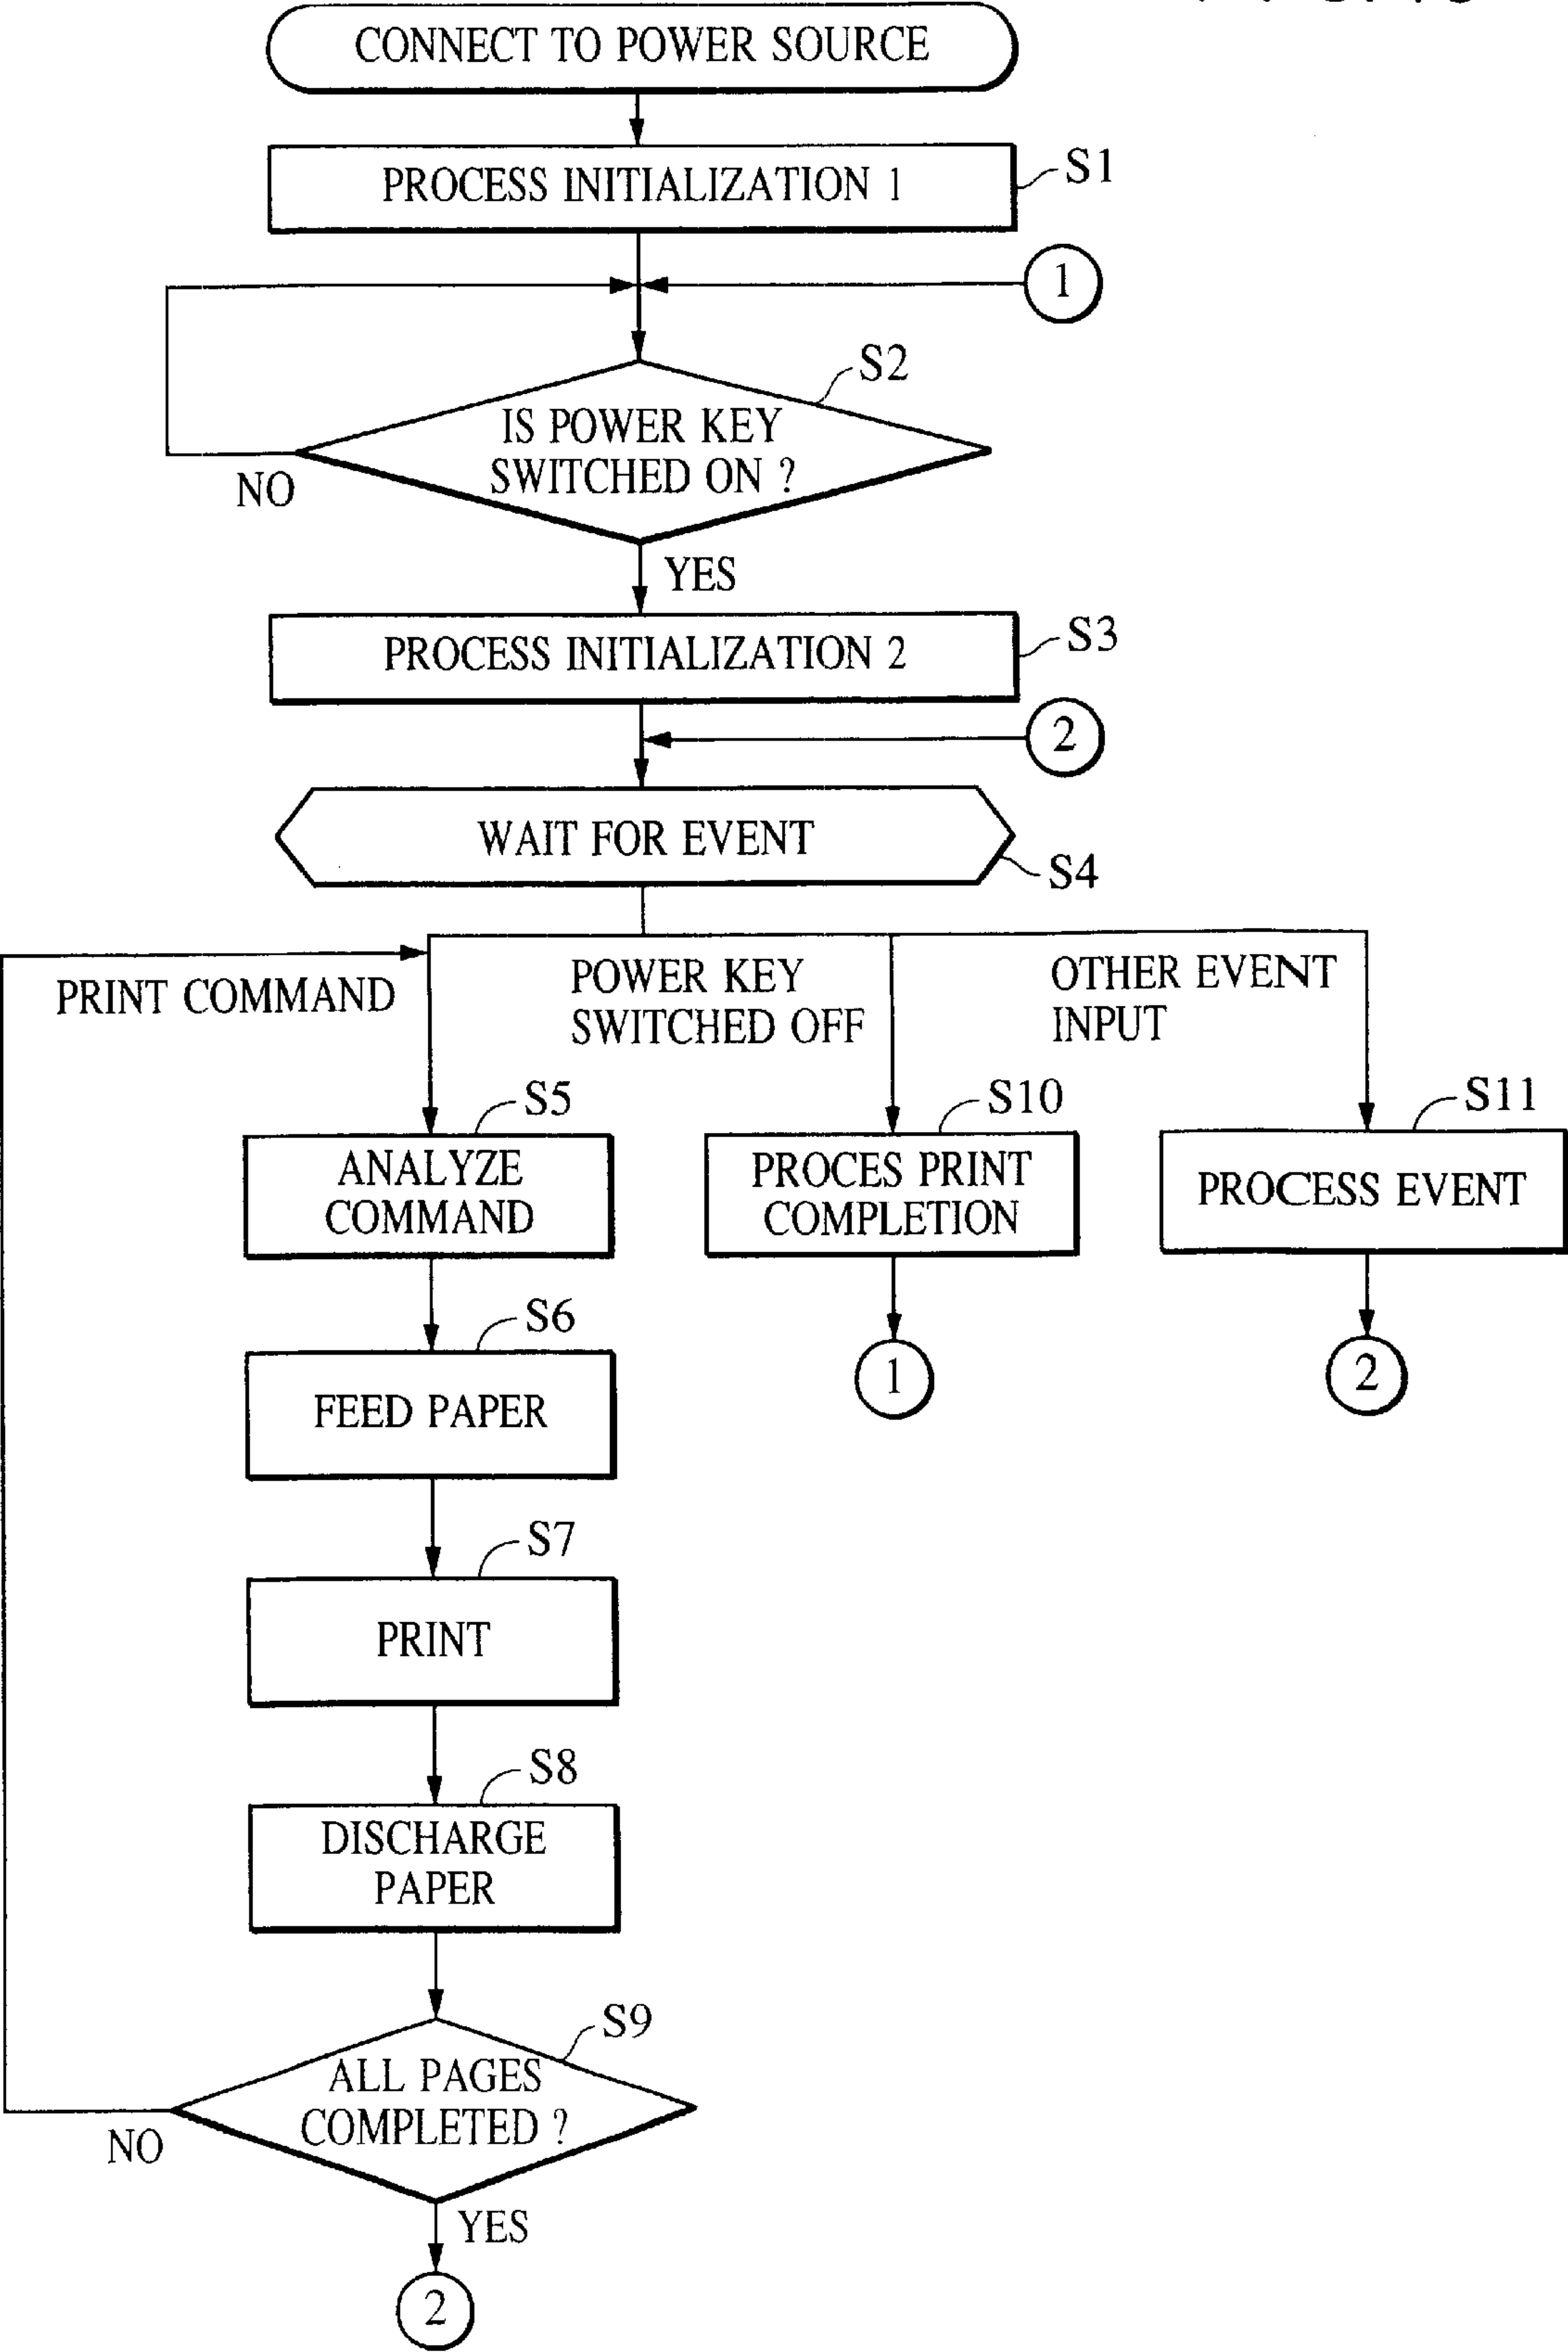 CONNECT TO POWER SOURCE
PROCESS INITIALIZATION 1
S1
1
S2
IS POWER KEY
SWITCHED ON ?
NO
YES
PROCESS INITIALIZATION 2
S3
2
WAIT FOR EVENT
S4
PRINT COMMAND
POWER KEY
SWITCHED OFF
OTHER EVENT
INPUT
S5
ANALYZE
COMMAND
S10
PROCES PRINT
COMPLETION
S11
PROCESS EVENT
1
2
S6
FEED PAPER
S7
PRINT
S8
DISCHARGE
PAPER
S9
ALL PAGES
COMPLETED ?
NO
YES
2